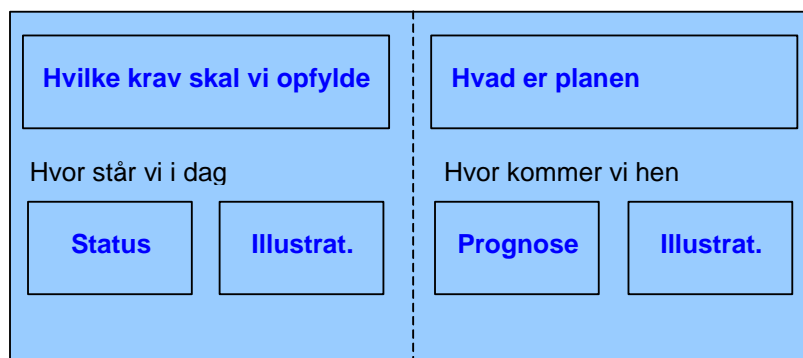 Hvilke krav skal vi opfylde
Hvad er planen
Hvor står vi i dag
Hvor kommer vi hen
Status
Illustrat.
Prognose
Illustrat.